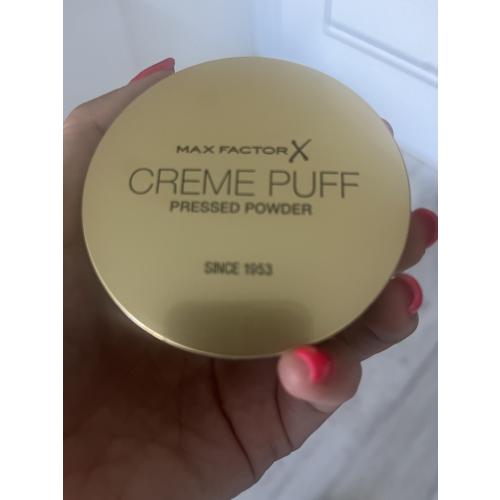 MAX FACTOR X
CREME PUFF
PRESSED POWDER
SINCE 1953